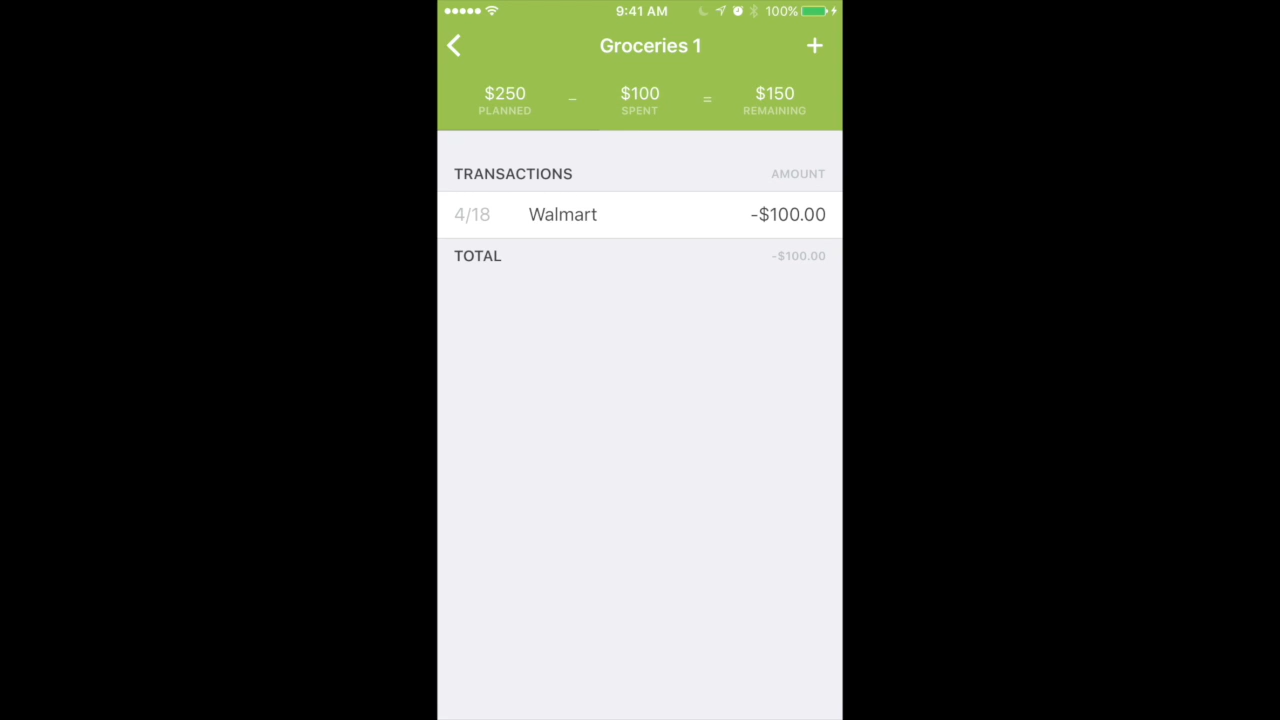 9:41 AM 100%
Groceries 1 +
$250 – $100 = $150
PLANNED SPENT REMAINING
TRANSACTIONS AMOUNT
4/18 Walmart -$100.00
TOTAL -$100.00